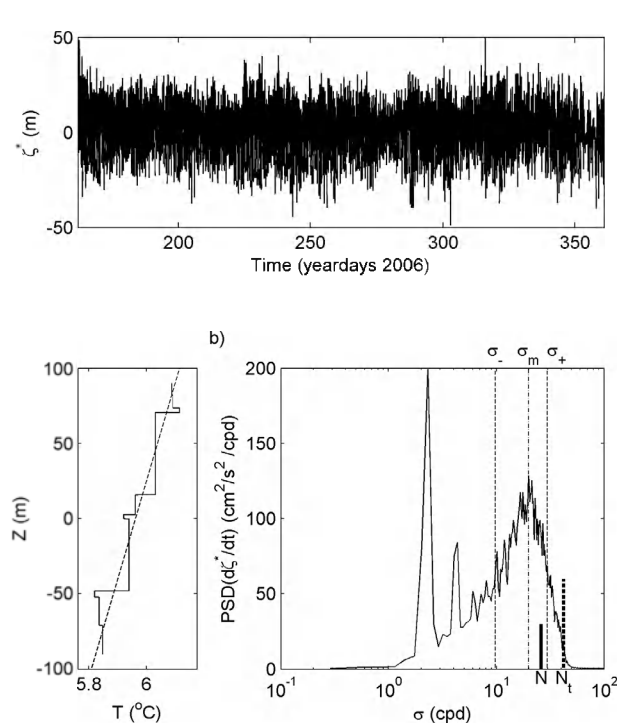 50
0
-50
ζ* (m)
200 250 300 350
Time (yeardays 2006)
b)
σ- σm σ+
100
50
0
-50
-100
Z (m)
5.8 6
T (°C)
200
150
100
50
0
PSD(dζ*/dt) (cm²/s² /cpd)
N Nt
10⁻¹ 10⁰ 10¹ 10²
σ (cpd)